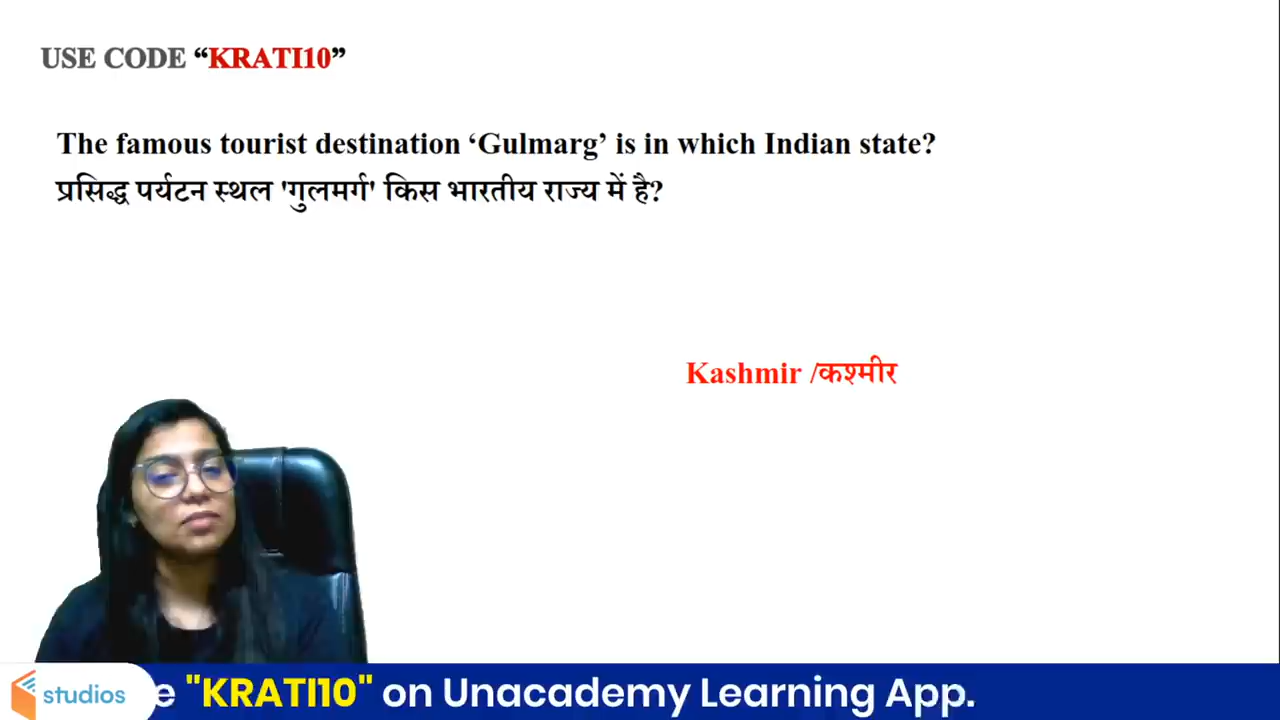 USE CODE “KRATI10”
The famous tourist destination ‘Gulmarg’ is in which Indian state?
प्रसिद्ध पर्यटन स्थल 'गुलमर्ग' किस भारतीय राज्य में है?
Kashmir /कश्मीर
studios
e "KRATI10" on Unacademy Learning App.